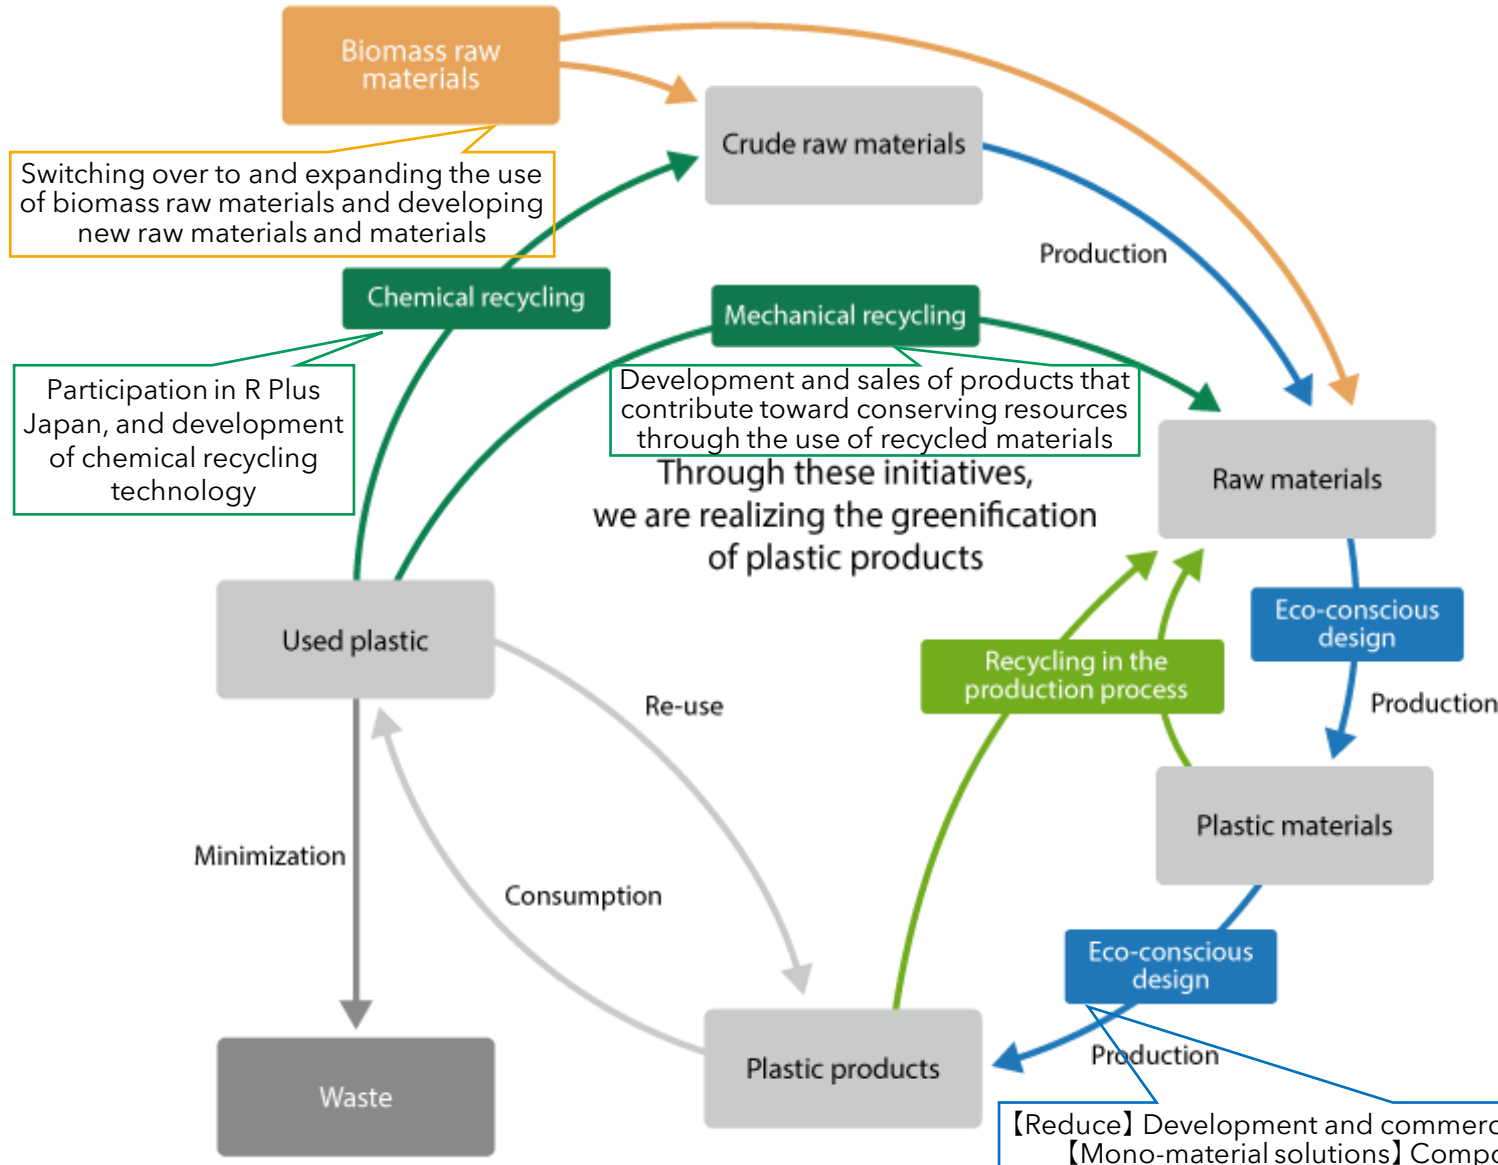 Biomass raw
materials
Crude raw materials
Switching over to and expanding the use
of biomass raw materials and developing
new raw materials and materials
Production
Chemical recycling
Mechanical recycling
Participation in R Plus
Japan, and development
of chemical recycling
technology
Development and sales of products that
contribute toward conserving resources
through the use of recycled materials
Through these initiatives,
we are realizing the greenification
of plastic products
Raw materials
Eco-conscious
design
Used plastic
Recycling in the
production process
Re-use
Production
Plastic materials
Minimization
Consumption
Eco-conscious
design
Production
Plastic products
Waste
【Reduce】Development and
【Mono-material solutions】